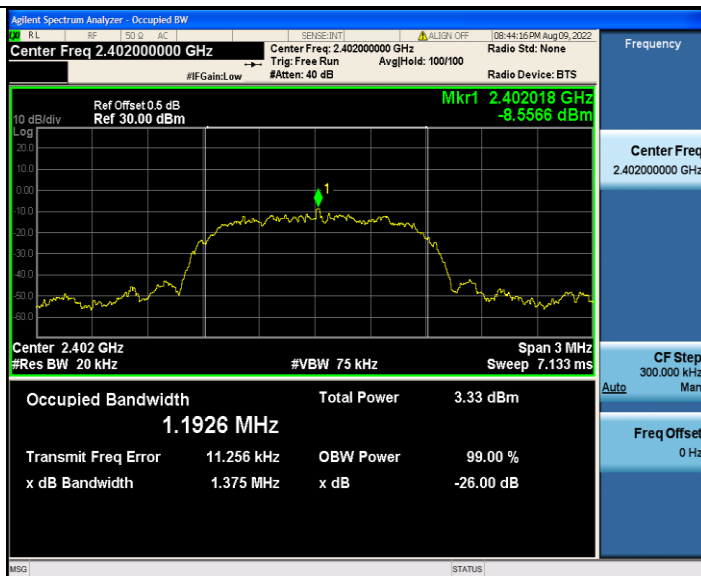 Agilent Spectrum Analyzer - Occupied BW
LXI RL RF 50 Ω AC SENSE:INT ALIGN OFF 08:44:16 PM Aug 09, 2022
Center Freq 2.402000000 GHz
Center Freq: 2.402000000 GHz
Radio Std: None
Trig: Free Run
Avg|Hold: 100/100
#IFGain:Low
#Atten: 40 dB
Radio Device: BTS
Frequency
Ref Offset 0.5 dB
Mkr1 2.402018 GHz
10 dB/div
Ref 30.00 dBm
-8.5566 dBm
Log
20.0
10.0
0.00
1
-10.0
-20.0
-30.0
-40.0
-50.0
-60.0
Center 2.402 GHz
Span 3 MHz
#Res BW 20 kHz
#VBW 75 kHz
Sweep 7.133 ms
Occupied Bandwidth
Total Power 3.33 dBm
1.1926 MHz
Transmit Freq Error 11.256 kHz
OBW Power 99.00 %
x dB Bandwidth 1.375 MHz
x dB -26.00 dB
Center Freq
2.402000000 GHz
CF Step
300.000 kHz
Auto Man
Freq Offset
0 Hz
MSG
STATUS